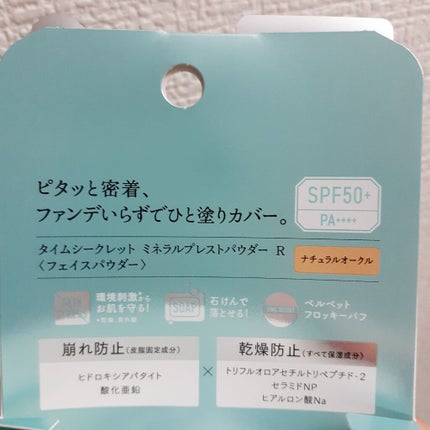 ピタッと密着、
ファンデいらずでひと塗りカバー。
SPF50+
PA++++
タイムシークレット ミネラルプレストパウダー R
〈フェイスパウダー〉
ナチュラルオークル
環境刺激*から
お肌を守る!
SOAP
石けんで
落とせる!
ベルベット
フロッキーパフ
崩れ防止(皮脂固定成分)
ヒドロキシアパタイト
酸化亜鉛
×
乾燥防止(すべて保湿成分)
トリフルオロアセチルトリペプチド-2
セラミドNP
ヒアルロン酸Na